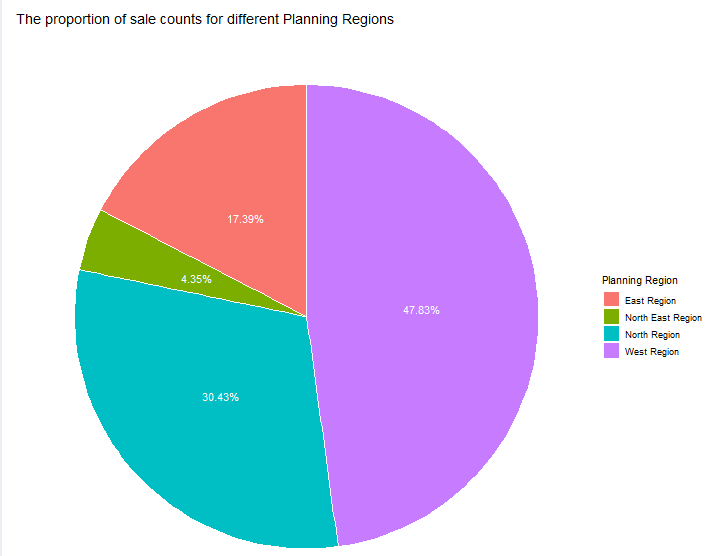 The proportion of sale counts for different Planning Regions
17.39%
4.35%
47.83%
30.43%
Planning Region
East Region
North East Region
North Region
West Region